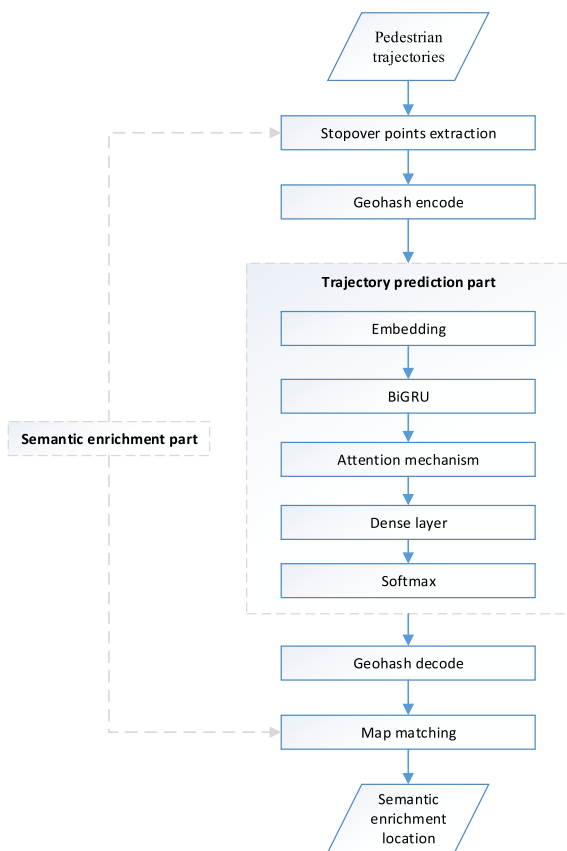 Pedestrian
trajectories
Stopover points extraction
Geohash encode
Trajectory prediction part
Embedding
BiGRU
Semantic enrichment part
Attention mechanism
Dense layer
Softmax
Geohash decode
Map matching
Semantic
enrichment
location